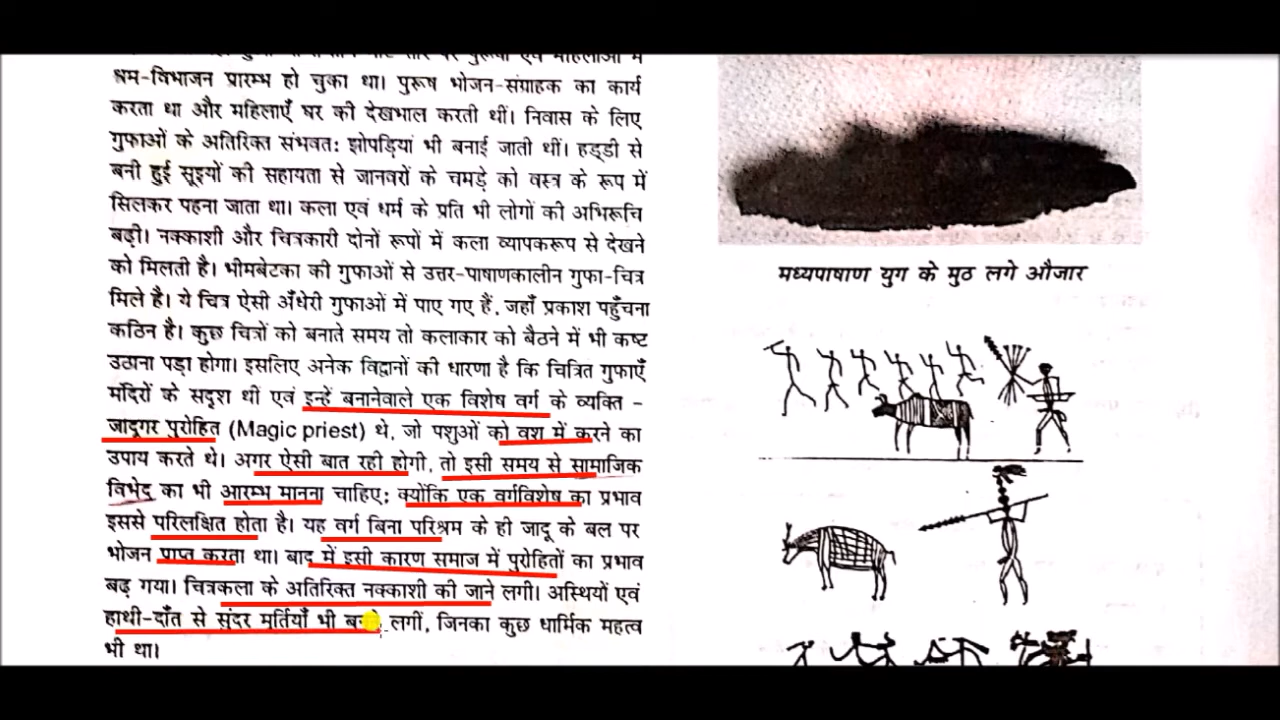 श्रम-विभाजन प्रारम्भ हो चुका था। पुरूष भोजन-संग्राहक का कार्य
करता था और महिलाएँ घर की देखभाल करती थीं। निवास के लिए
गुफाओं के अतिरिक्त संभवतः झोपड़ियां भी बनाई जाती थीं। हड्डी से
बनी हुई सूइयों की सहायता से जानवरों के चमड़े को वस्त्र के रूप में
सिलकर पहना जाता था। कला एवं धर्म के प्रति भी लोगों की अभिरूचि
बढ़ी। नक्काशी और चित्रकारी दोनों रूपों में कला व्यापकरूप से देखने
को मिलती है। भीमबेटका की गुफाओं से उत्तर-पाषाणकालीन गुफा-चित्र
मिले है। ये चित्र ऐसी अँधेरी गुफाओं में पाए गए हैं, जहाँ प्रकाश पहुँचना
कठिन है। कुछ चित्रों को बनाते समय तो कलाकार को बैठने में भी कष्ट
उठाना पड़ा होगा। इसलिए अनेक विद्वानों की धारणा है कि चित्रित गुफाएँ
मंदिरों के सदृश थीं एवं इन्हें बनानेवाले एक विशेष वर्ग के व्यक्ति -
जादूगर पुरोहित (Magic priest) थे, जो पशुओं को वश में करने का
उपाय करते थे। अगर ऐसी बात रही होगी, तो इसी समय से सामाजिक
विभेद का भी आरम्भ मानना चाहिए; क्योंकि एक वर्गविशेष का प्रभाव
इससे परिलक्षित होता है। यह वर्ग बिना परिश्रम के ही जादू के बल पर
भोजन प्राप्त करता था। बाद में इसी कारण समाज में पुरोहितों का प्रभाव
बढ़ गया। चित्रकला के अतिरिक्त नक्काशी की जाने लगी। अस्थियों एवं
हाथी-दाँत से सुंदर मूर्तियाँ भी लगीं, जिनका कुछ धार्मिक महत्व
भी था।
मध्यपाषाण युग के मुठ लगे औजार